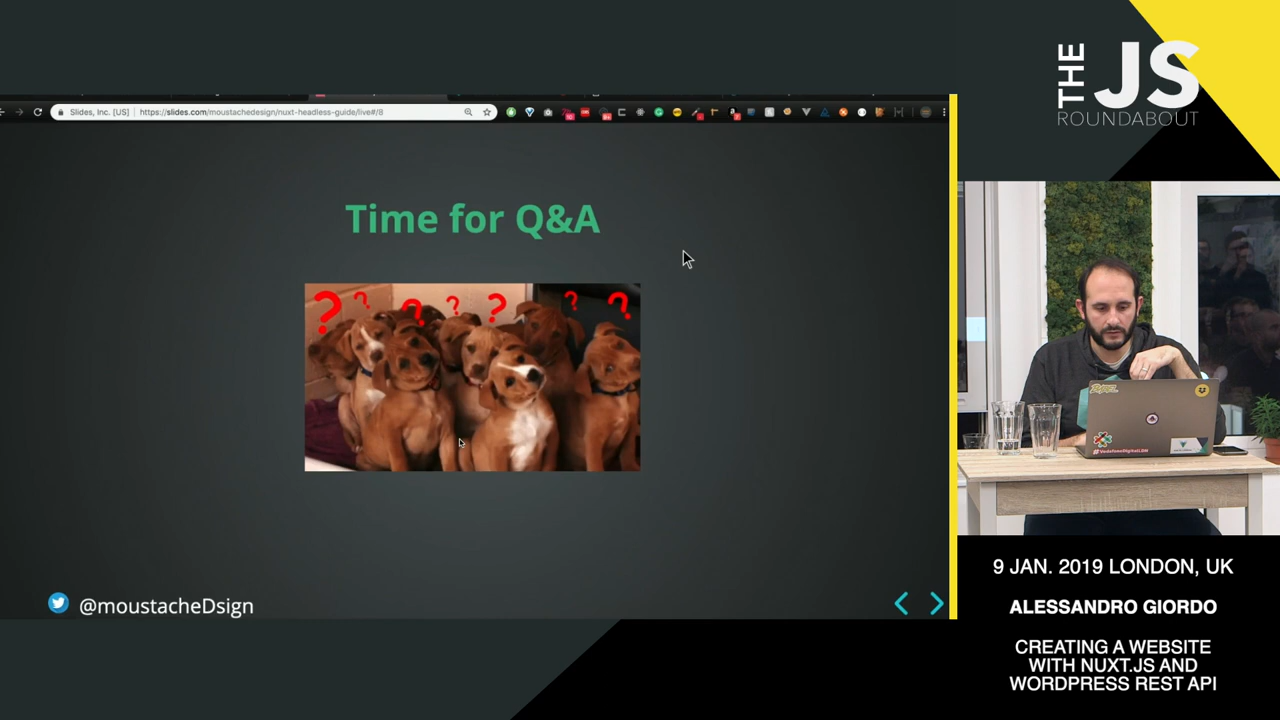 Slides, Inc. [US]
https://slides.com/moustachedesign/nuxt-headless-guide/live#/8
Time for Q&A
? ? ? ? ? ? ?
@moustacheDsign
THE JS
ROUNDABOUT
#VodafoneDigitalLDN
9 JAN. 2019 LONDON, UK
ALESSANDRO GIORDO
CREATING A WEBSITE
WITH NUXT.JS AND
WORDPRESS REST API